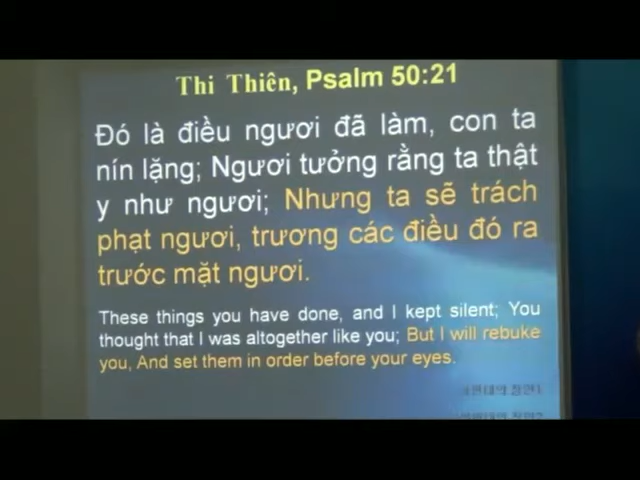 Thi Thiên, Psalm 50:21
Đó là điều ngươi đã làm, còn ta
nín lặng; Ngươi tưởng rằng ta thật
y như ngươi; Nhưng ta sẽ trách
phạt ngươi, trương các điều đó ra
trước mặt ngươi.
These things you have done, and I kept silent; You
thought that I was altogether like you; But I will rebuke
you, And set them in order before your eyes.